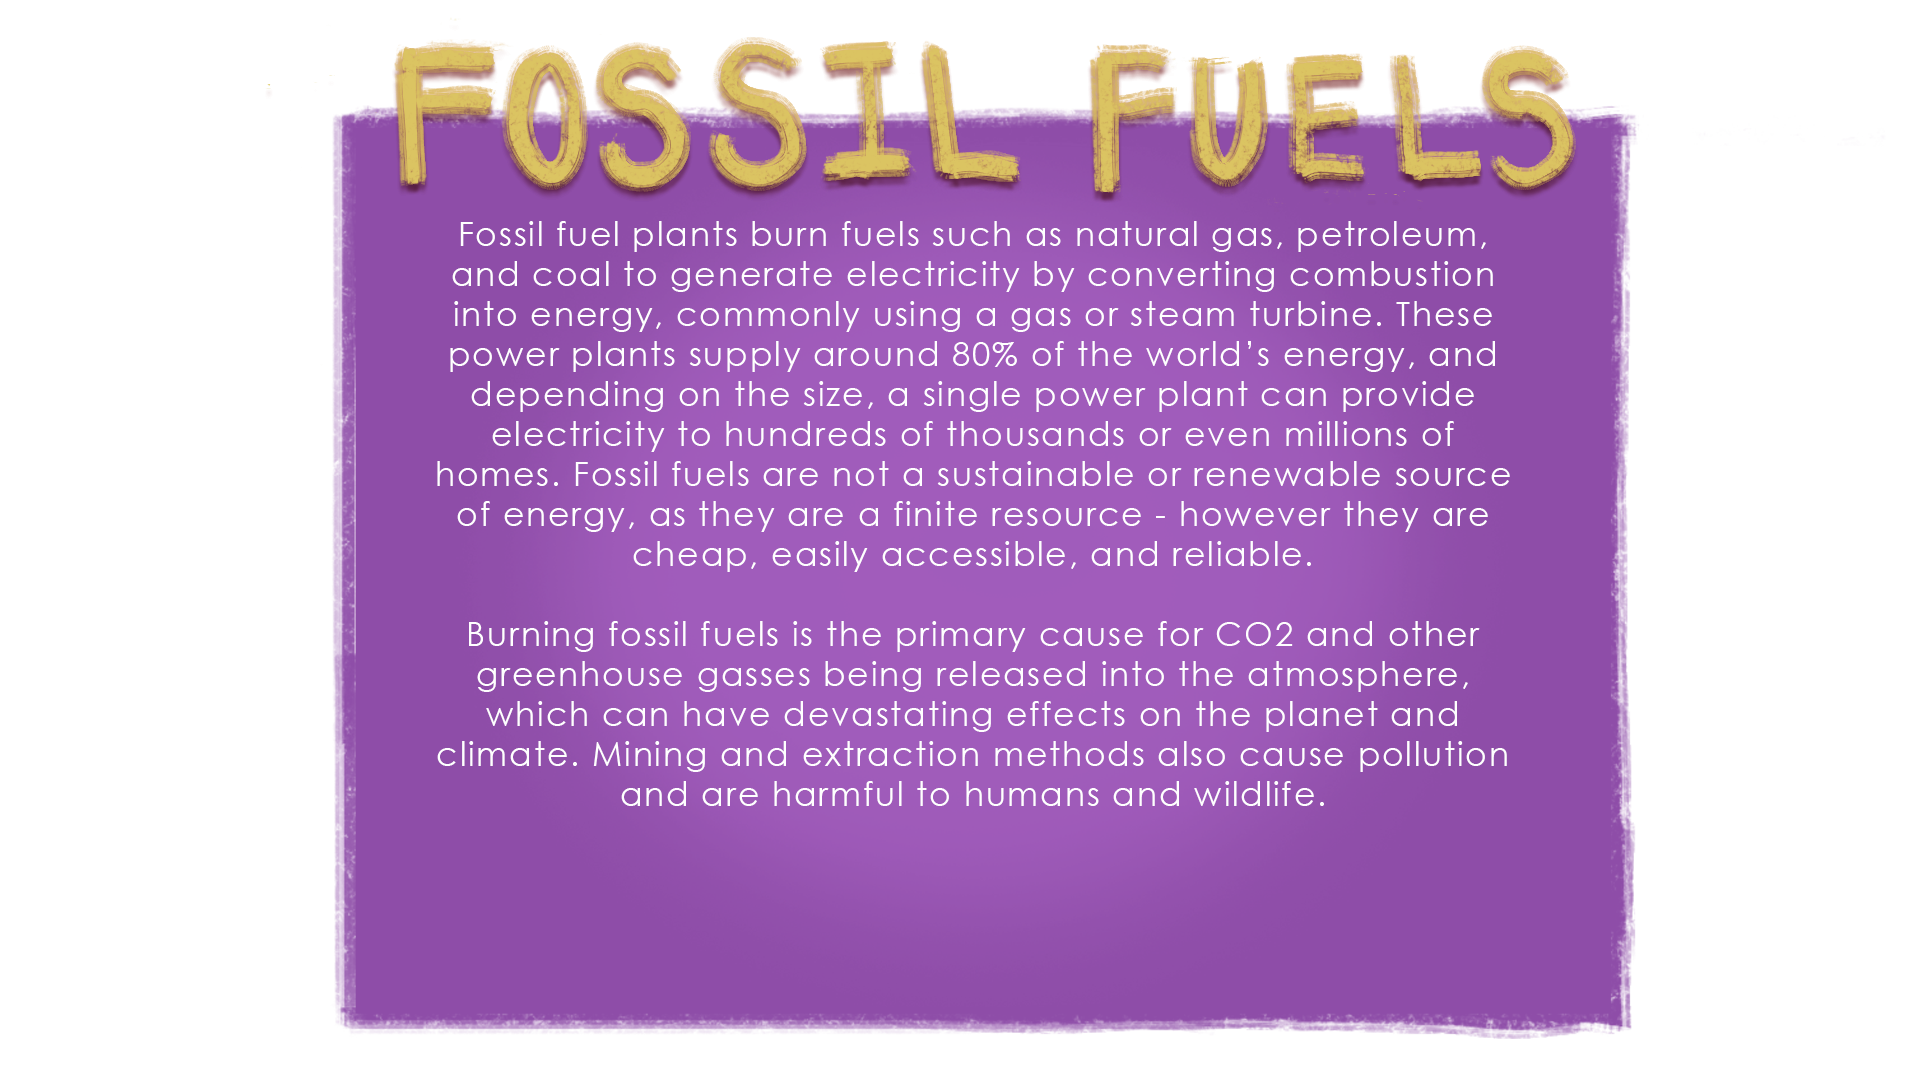 FOSSIL FUELS
Fossil fuel plants burn fuels such as natural gas, petroleum,
and coal to generate electricity by converting combustion
into energy, commonly using a gas or steam turbine. These
power plants supply around 80% of the world’s energy, and
depending on the size, a single power plant can provide
electricity to hundreds of thousands or even millions of
homes. Fossil fuels are not a sustainable or renewable source
of energy, as they are a finite resource - however they are
cheap, easily accessible, and reliable.
Burning fossil fuels is the primary cause for CO2 and other
greenhouse gasses being released into the atmosphere,
which can have devastating effects on the planet and
climate. Mining and extraction methods also cause pollution
and are harmful to humans and wildlife.